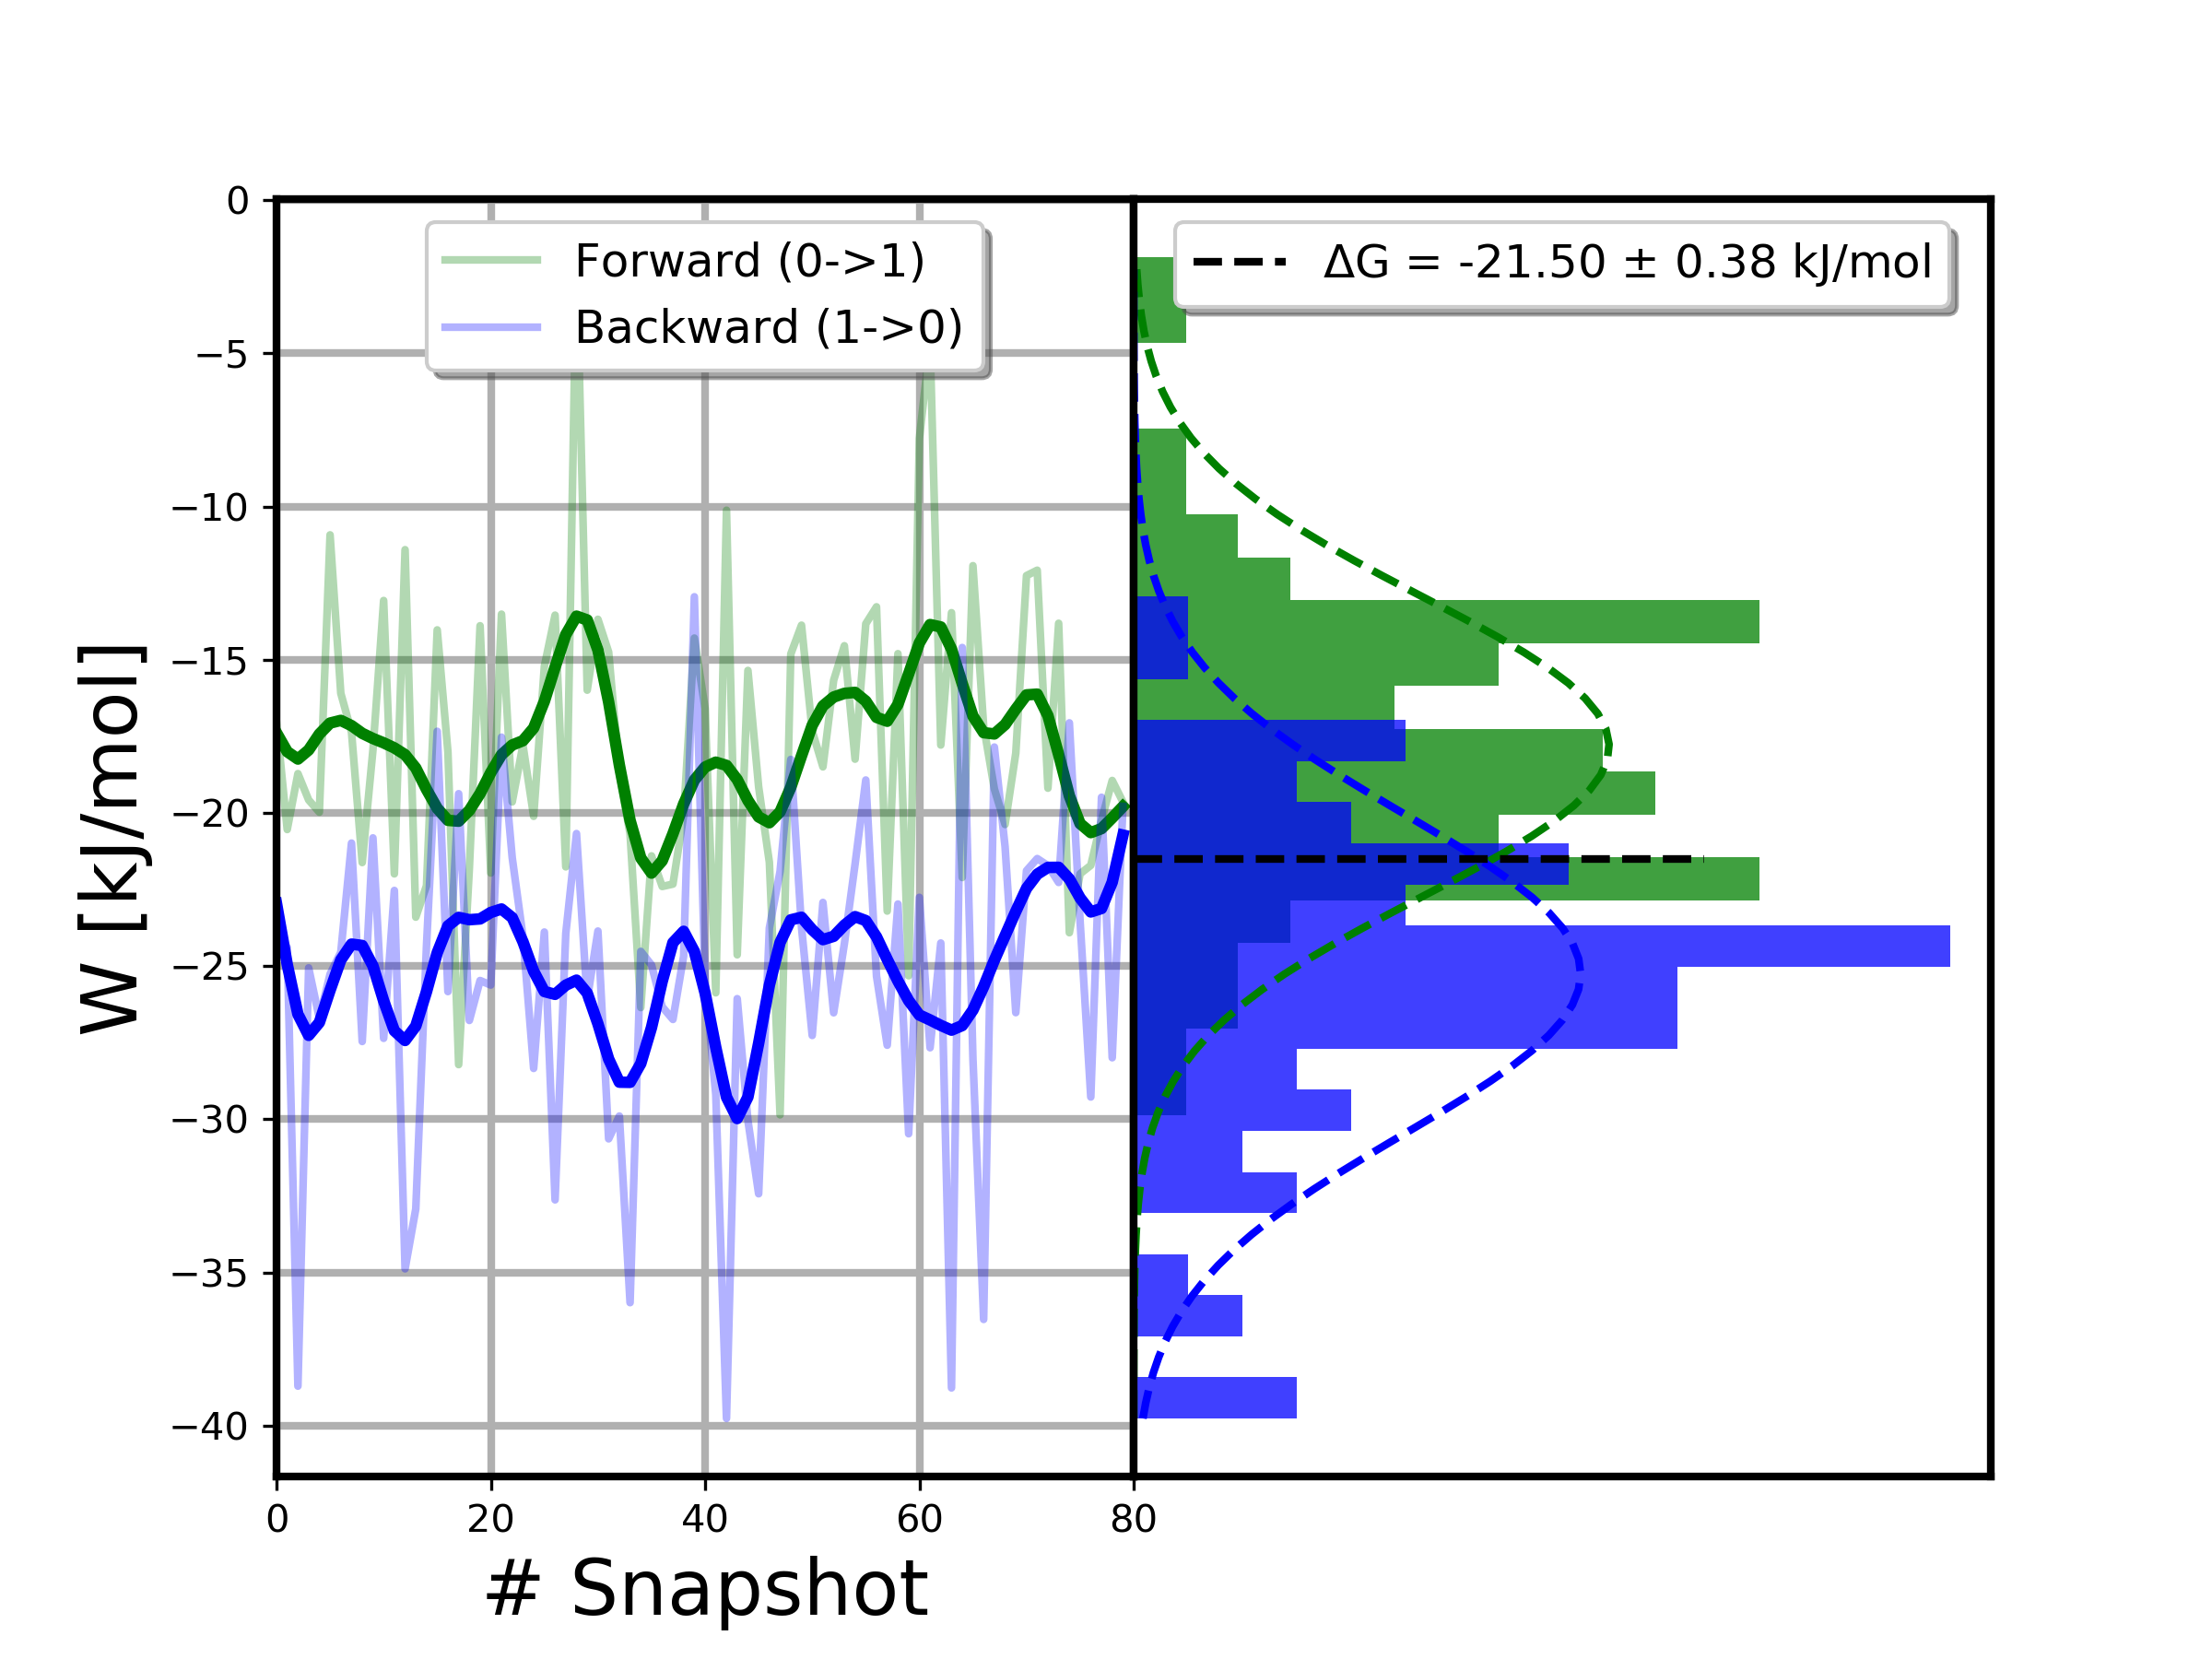 0
−5
−10
−15
−20
−25
−30
−35
−40
W [kJ/mol]
Forward (0->1)
Backward (1->0)
ΔG = -21.50 ± 0.38 kJ/mol
0 20 40 60 80
# Snapshot